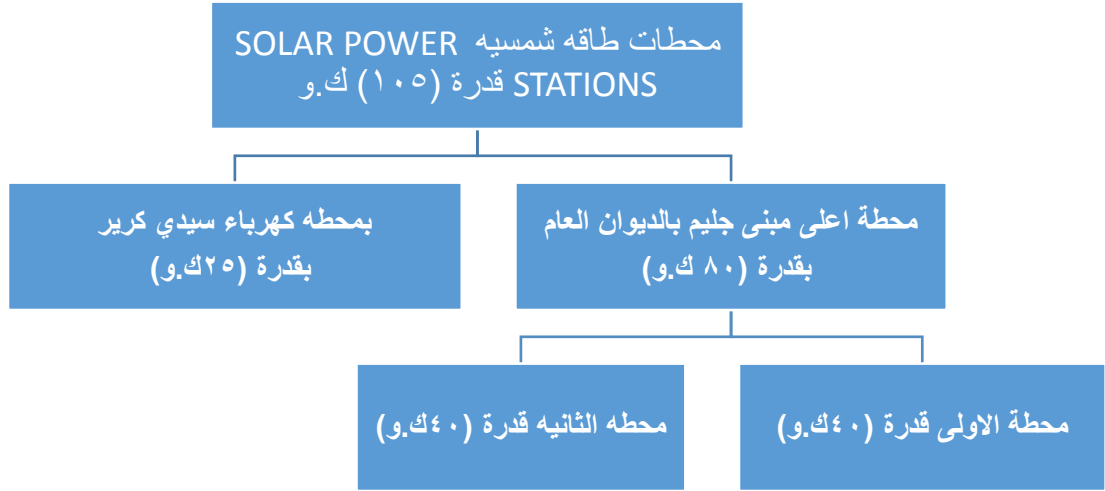 محطات طاقه شمسيه SOLAR POWER
STATIONS قدرة (١٠٥) ك.و
محطة اعلى مبنى جليم بالديوان العام
بقدرة (٨٠ ك.و)
بمحطه كهرباء سيدي كرير
بقدرة (٢٥ك.و)
محطة الاولى قدرة (٤٠ك.و)
محطه الثانيه قدرة (٤٠ك.و)